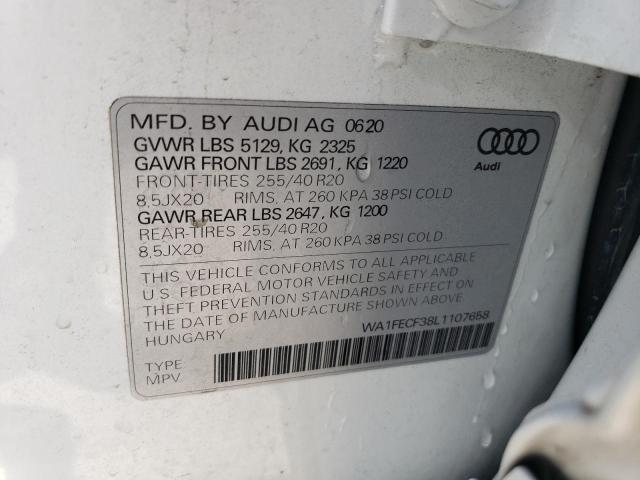 MFD. BY AUDI AG 0620
GVWR LBS 5129, KG 2325
GAWR FRONT LBS 2691, KG 1220
FRONT-TIRES 255/40 R20
8,5JX20 RIMS, AT 260 KPA 38 PSI COLD
GAWR REAR LBS 2647, KG 1200
REAR-TIRES 255/40 R20
8,5JX20 RIMS, AT 260 KPA 38 PSI COLD
THIS VEHICLE CONFORMS TO ALL APPLICABLE
U.S. FEDERAL MOTOR VEHICLE SAFETY AND
THEFT PREVENTION STANDARDS IN EFFECT ON
THE DATE OF MANUFACTURE SHOWN ABOVE
HUNGARY
WA1FECF38L1107658
TYPE
MPV
Audi